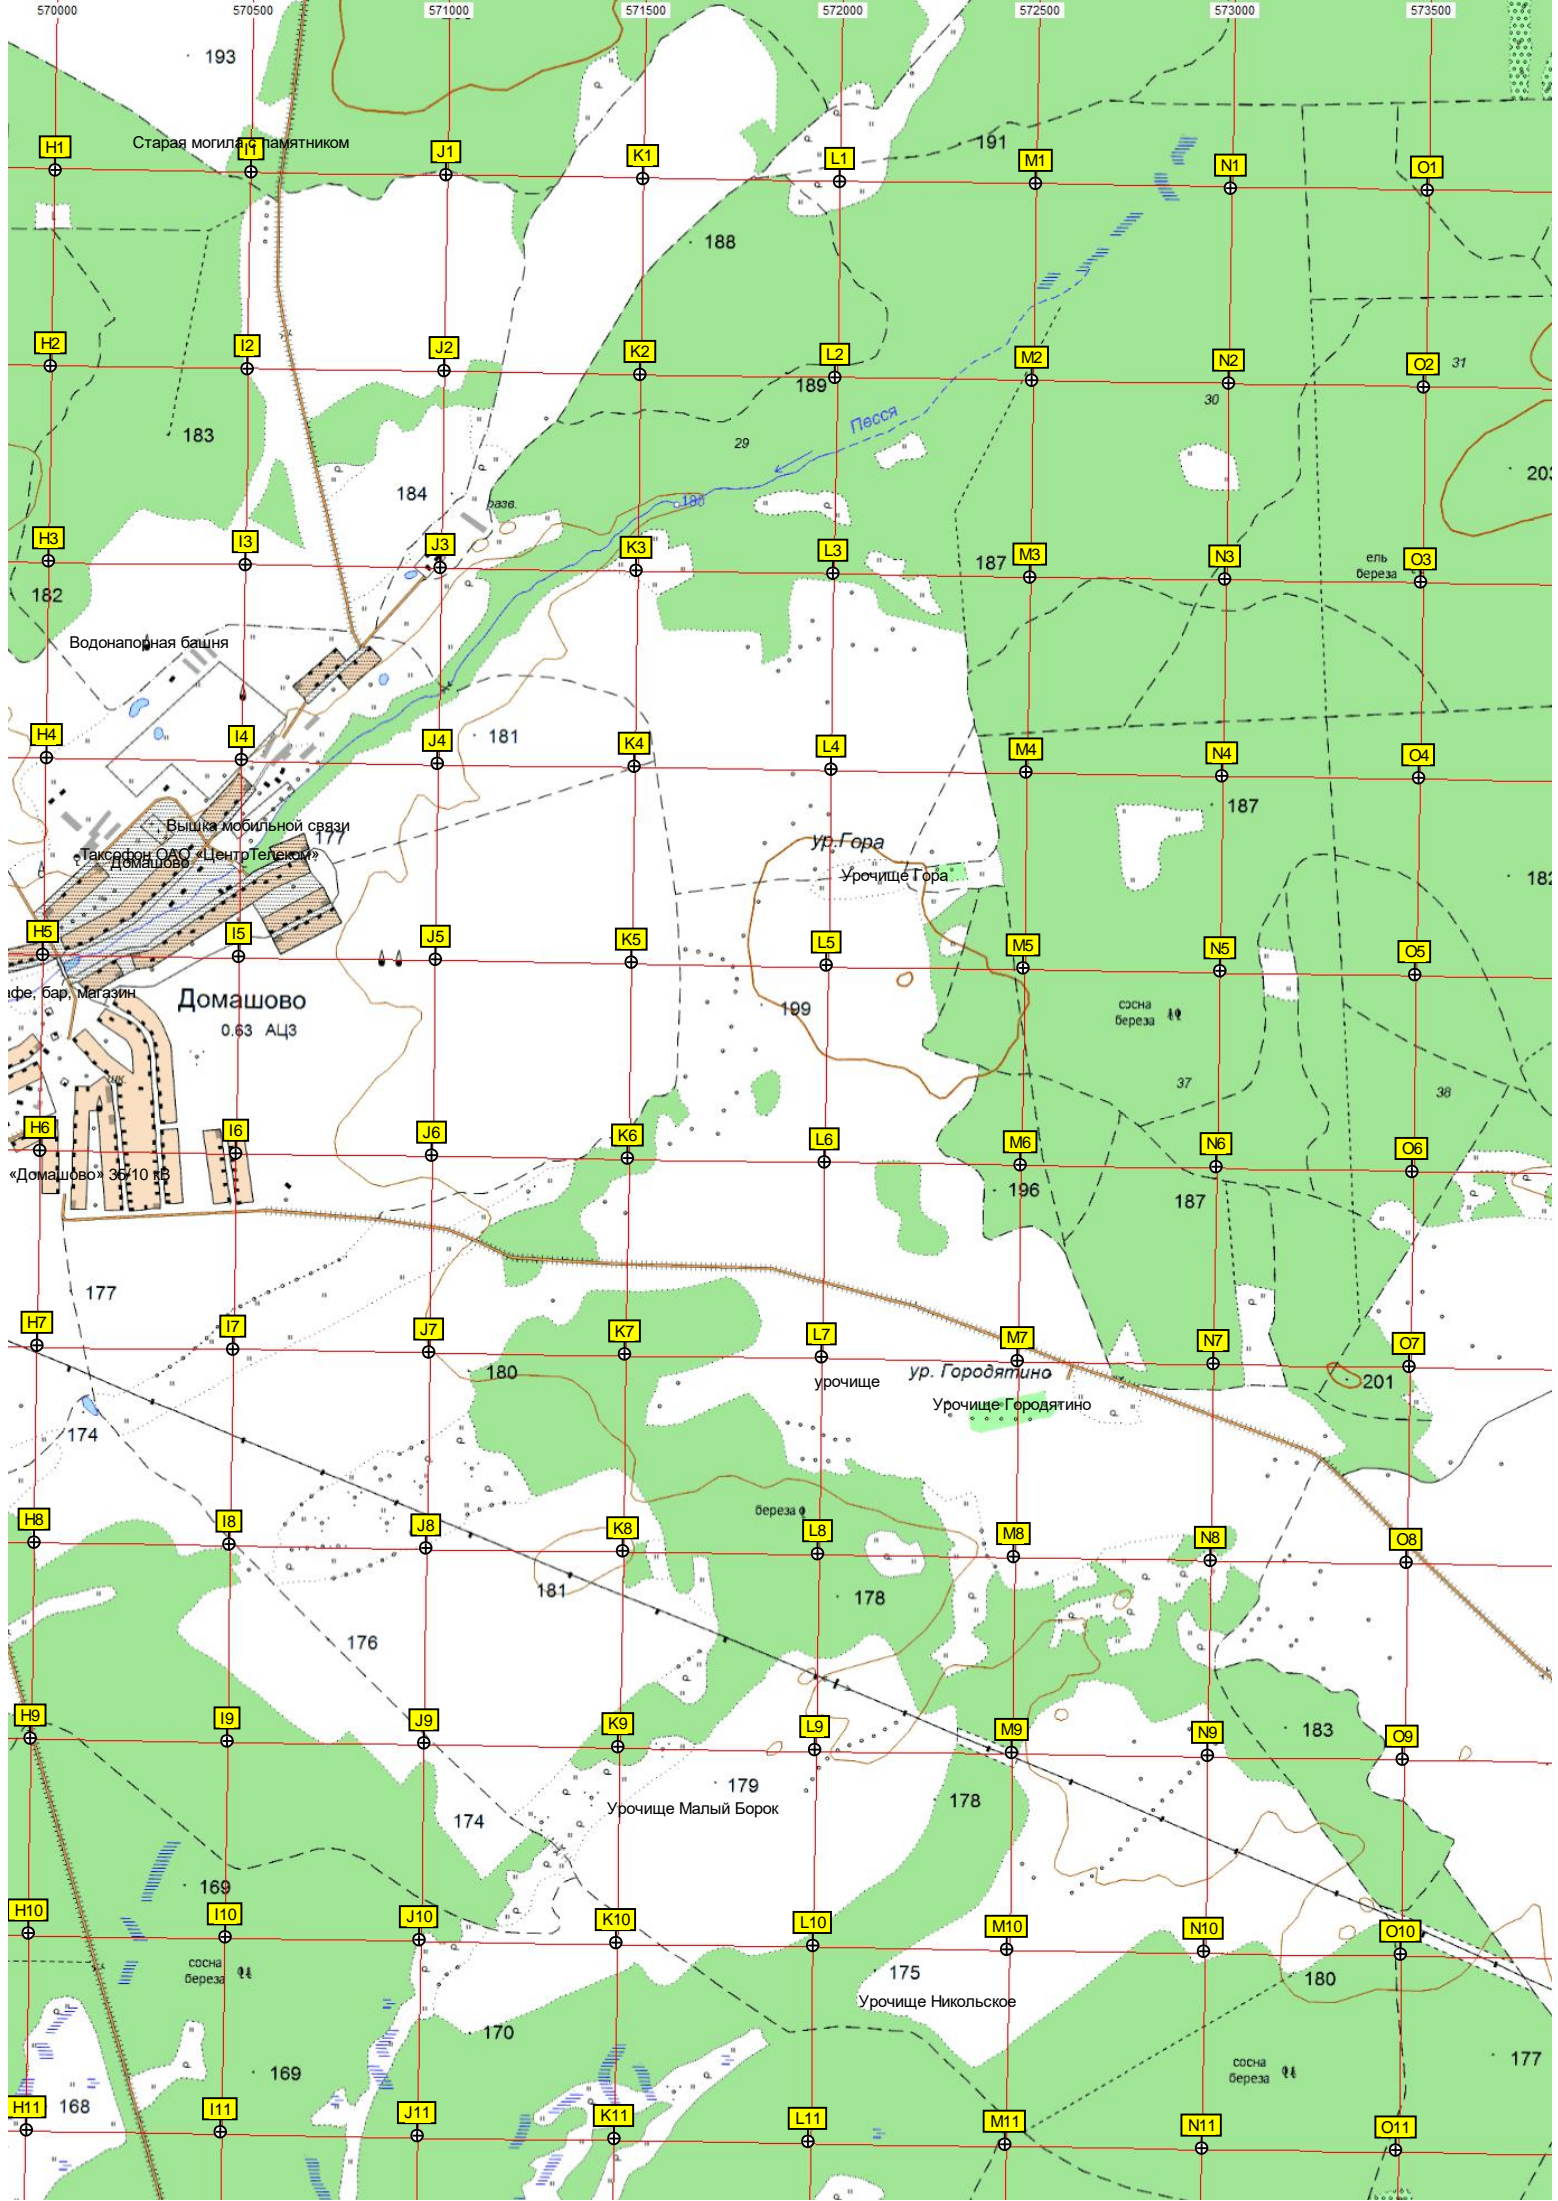 570000 570500 571000 571500 572000 572500 573000 573500
193
Старая могила с памятником
191
H1 I1 J1 K1 L1 M1 N1 O1
188
H2 I2 J2 K2 L2 M2 N2 O2
31
189
30
Песся
183
29
184
203
разв.
180
H3 I3 J3 K3 L3 M3 N3 O3
187
ель
береза
182
Водонапорная башня
H4 I4 J4 K4 L4 M4 N4 O4
181
187
Вышка мобильной связи
177
ур.Гора
Таксофон ОАО «ЦентрТелеком»
Домашово
Урочище Гора
182
H5 I5 J5 K5 L5 M5 N5 O5
афе, бар, магазин
Домашово
0.63 АЦЗ
199
сосна
береза
шк.
37
38
H6 I6 J6 K6 L6 M6 N6 O6
«Домашово» 35/10 кВ
196
187
177
H7 I7 J7 K7 L7 M7 N7 O7
180
урочище
ур. Городятино
201
Урочище Городятино
174
береза
H8 I8 J8 K8 L8 M8 N8 O8
181
178
176
H9 I9 J9 K9 L9 M9 N9 O9
183
179
178
Урочище Малый Борок
174
169
H10 I10 J10 K10 L10 M10 N10 O10
сосна
береза
175
180
Урочище Никольское
170
177
169
сосна
береза
168
H11 I11 J11 K11 L11 M11 N11 O11